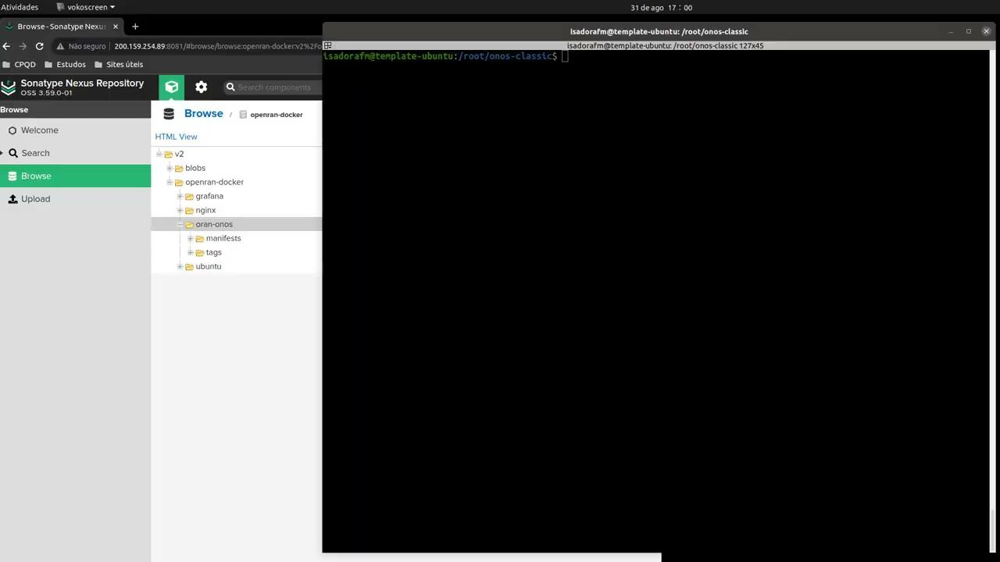 Atividades
vokoscreen
31 de ago 17:00
Browse - Sonatype Nexus
isadorafm@template-ubuntu: /root/onos-classic
Não seguro
200.159.254.89:8081/#browse/browse:openran-docker:v2%2Fo
isadorafm@template-ubuntu: /root/onos-classic 127x45
isadorafm@template-ubuntu:/root/onos-classic$
CPQD
Estudos
Sites úteis
Sonatype Nexus Repository
OSS 3.59.0-01
Search components
Browse
Welcome
Search
Browse
Upload
Browse / openran-docker
HTML View
v2
blobs
openran-docker
grafana
nginx
oran-onos
manifests
tags
ubuntu